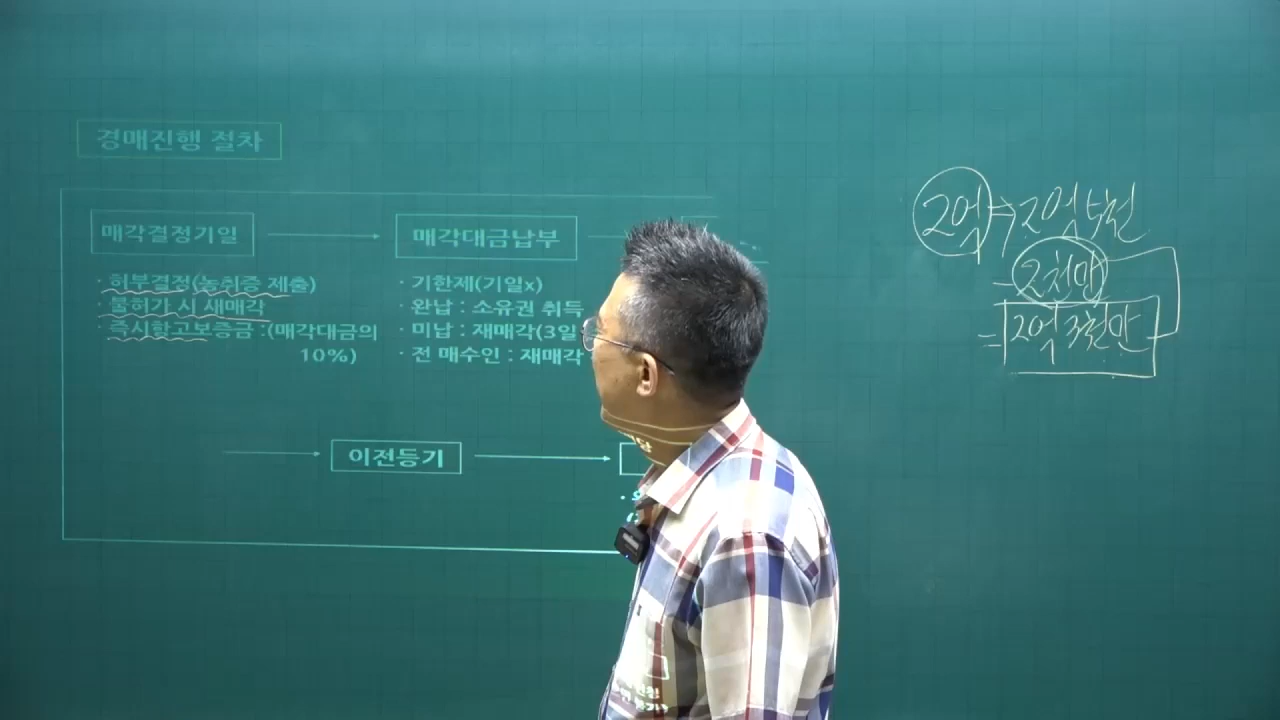 경매진행 절차
매각결정기일
· 허부결정(농취증 제출)
· 불허가 시 새매각
· 즉시항고보증금 :(매각대금의
10%)
매각대금납부
· 기한제(기일x)
· 완납 : 소유권 취득
· 미납 : 재매각(3일
· 전 매수인 : 재매각
이전등기
2억 → 2억 5천
- 2천만
= 2억 3천만